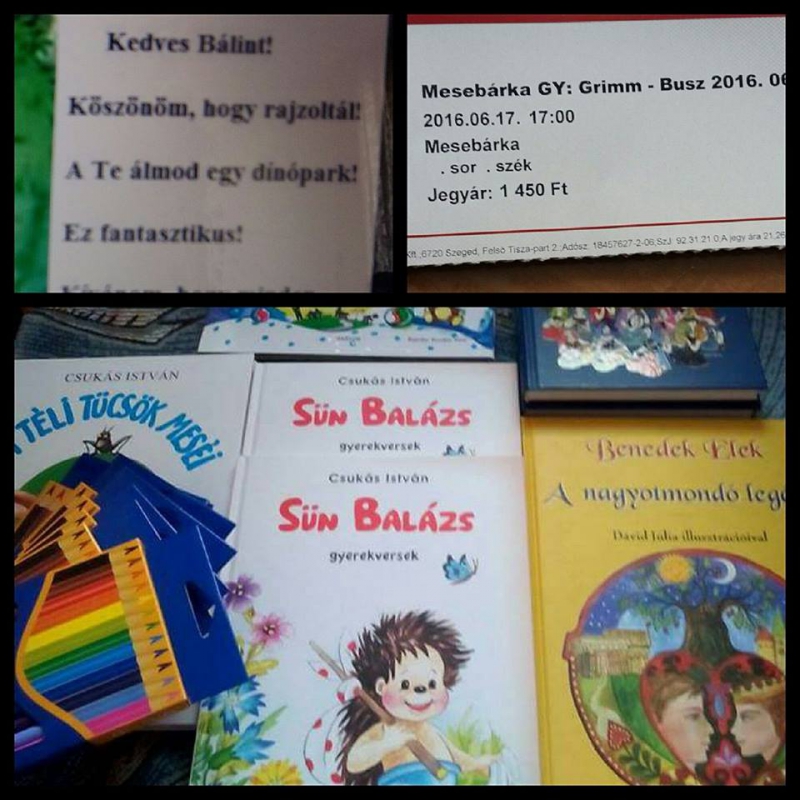 Kedves Bálint!
Köszönöm, hogy rajzoltál!
A Te álmod egy dínópark!
Ez fantasztikus!
Mesebárka GY: Grimm - Busz 2016. 06
2016.06.17. 17:00
Mesebárka
. sor . szék
Jegyár: 1 450 Ft
Kft.,6720 Szeged, Felső Tisza-part 2.;Adósz. 18457627-2-06,SzJ: 92.31.21.0;A jegy ára 21,26
CSUKÁS ISTVÁN
TÉLI TÜCSÖK MESÉI
Csukás István
SÜN BALÁZS
gyerekversek
Csukás István
SÜN BALÁZS
gyerekversek
Benedek Elek
A nagyotmondó leg
Dávid Júlia illusztrációival